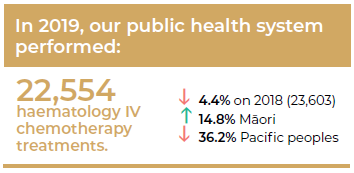 In 2019, our public health system
performed:
22,554
haematology IV
chemotherapy
treatments.
↓ 4.4% on 2018 (23,603)
↑ 14.8% Māori
↓ 36.2% Pacific peoples